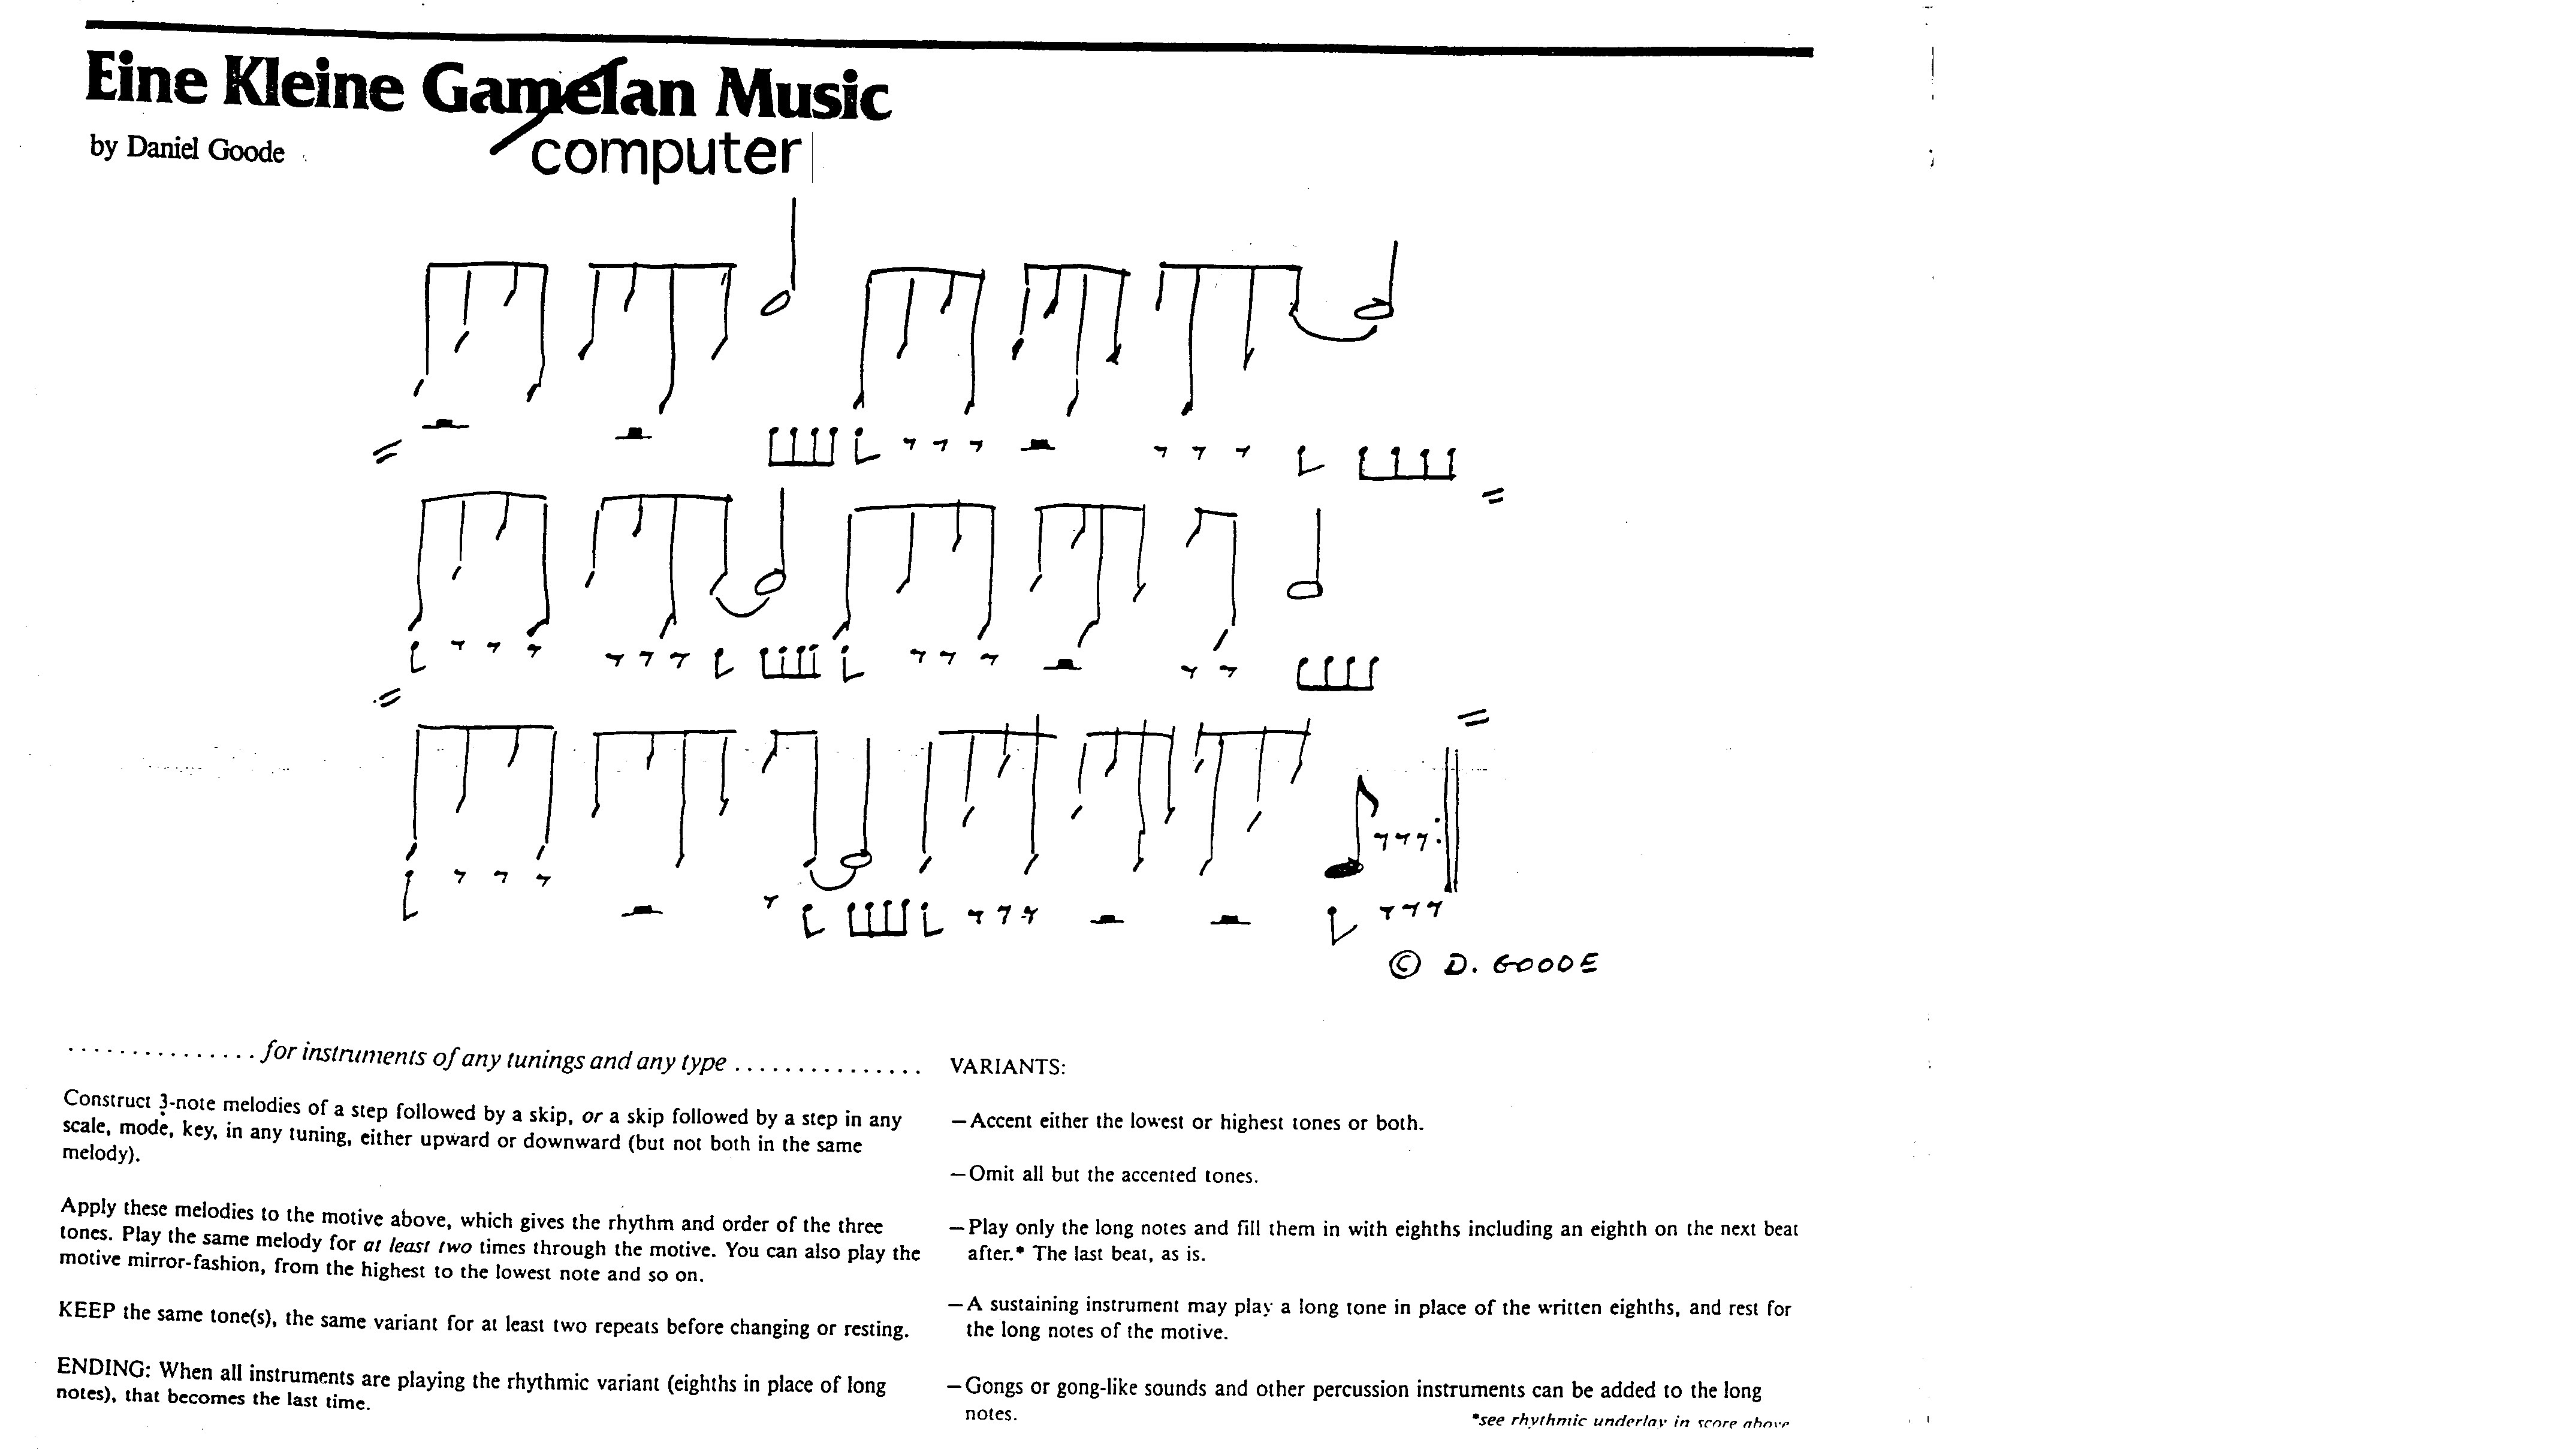 Eine Kleine Gamelan Music
computer
by Daniel Goode
© D. GOODE
............... for instruments of any tunings and any type ...............
Construct 3-note melodies of a step followed by a skip, or a skip followed by a step in any
scale, mode, key, in any tuning, either upward or downward (but not both in the same
melody).
Apply these melodies to the motive above, which gives the rhythm and order of the three
tones. Play the same melody for at least two times through the motive. You can also play the
motive mirror-fashion, from the highest to the lowest note and so on.
KEEP the same tone(s), the same variant for at least two repeats before changing or resting.
ENDING: When all instruments are playing the rhythmic variant (eighths in place of long
notes), that becomes the last time.
VARIANTS:
—Accent either the lowest or highest tones or both.
—Omit all but the accented tones.
—Play only the long notes and fill them in with eighths including an eighth on the next beat
after.* The last beat, as is.
—A sustaining instrument may play a long tone in place of the written eighths, and rest for
the long notes of the motive.
—Gongs or gong-like sounds and other percussion instruments can be added to the long
notes.
*see rhythmic underlay in score above